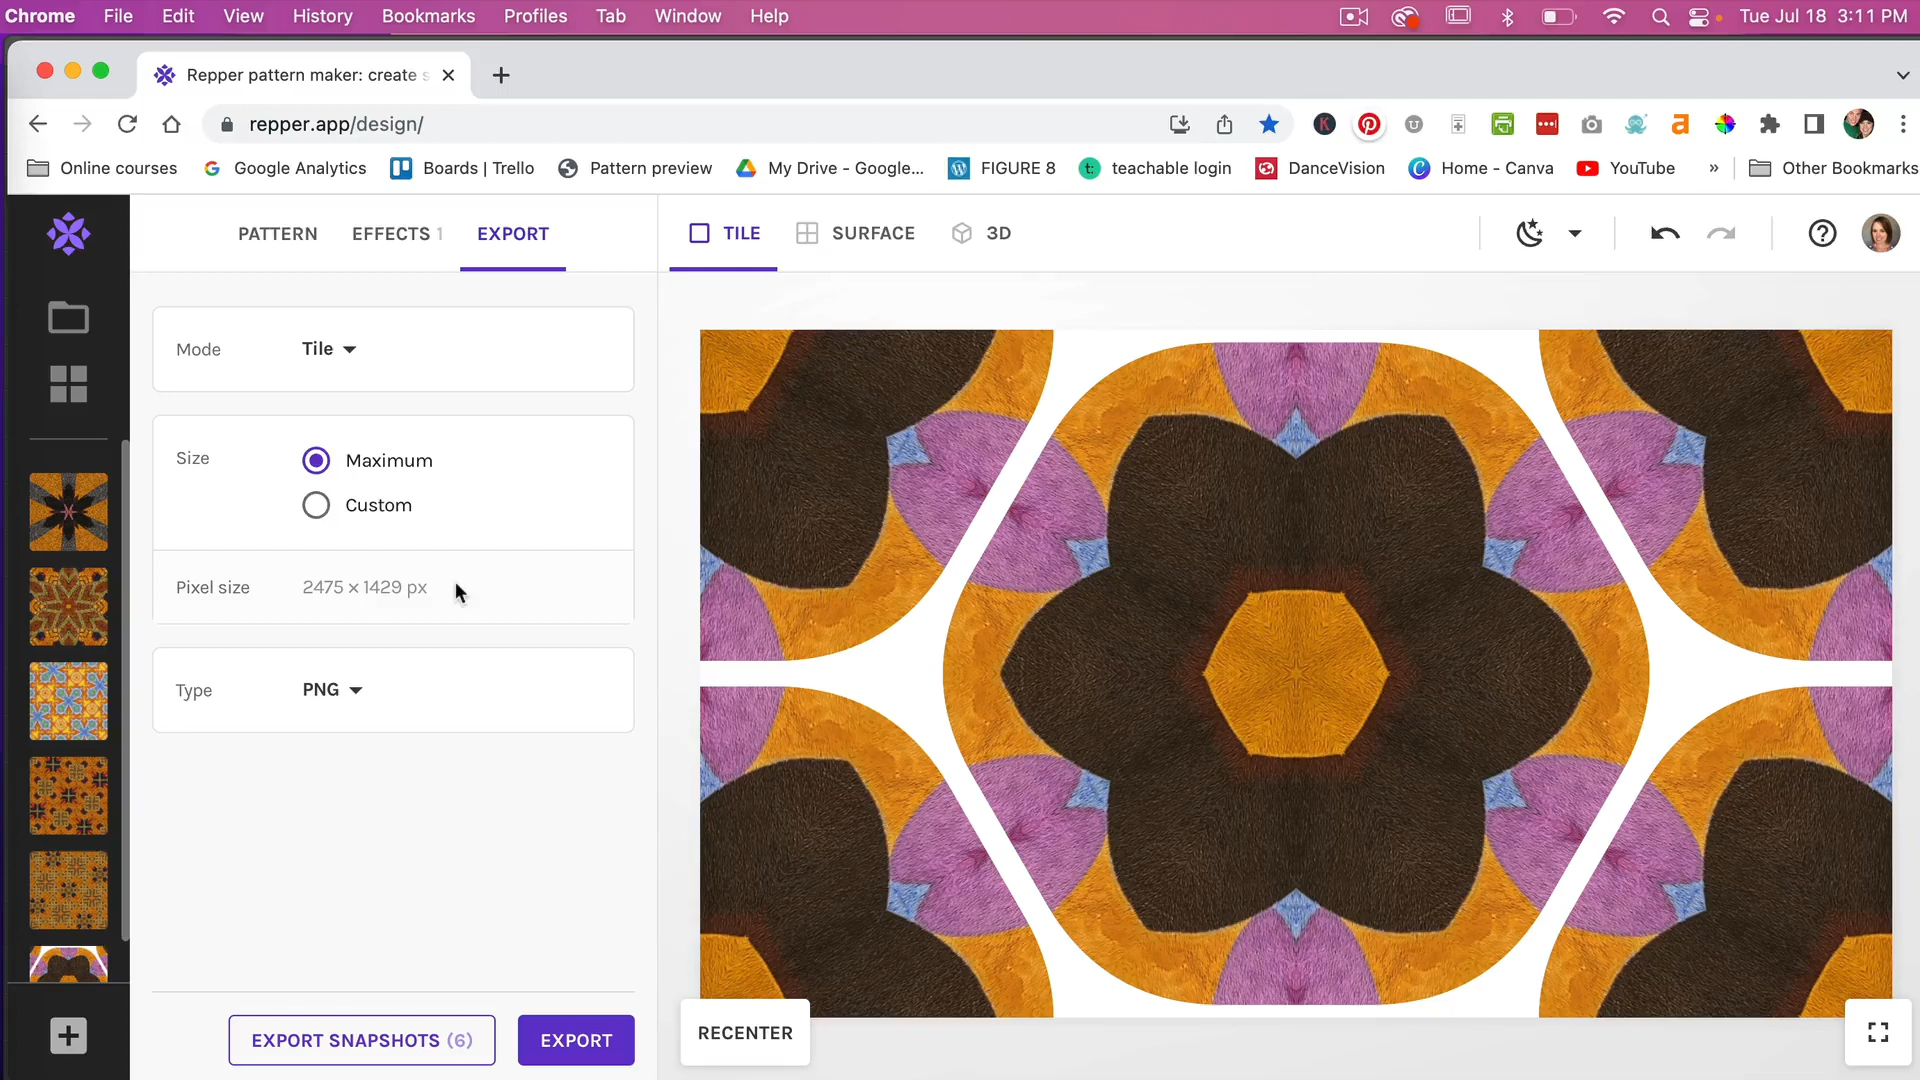 Chrome File Edit View History Bookmarks Profiles Tab Window Help Tue Jul 18 3:11 PM
Repper pattern maker: create s
repper.app/design/
Online courses Google Analytics Boards | Trello Pattern preview My Drive - Google... FIGURE 8 teachable login DanceVision Home - Canva YouTube » Other Bookmarks
PATTERN EFFECTS 1 EXPORT TILE SURFACE 3D
Mode Tile
Size Maximum
Custom
Pixel size 2475 × 1429 px
Type PNG
EXPORT SNAPSHOTS (6) EXPORT RECENTER